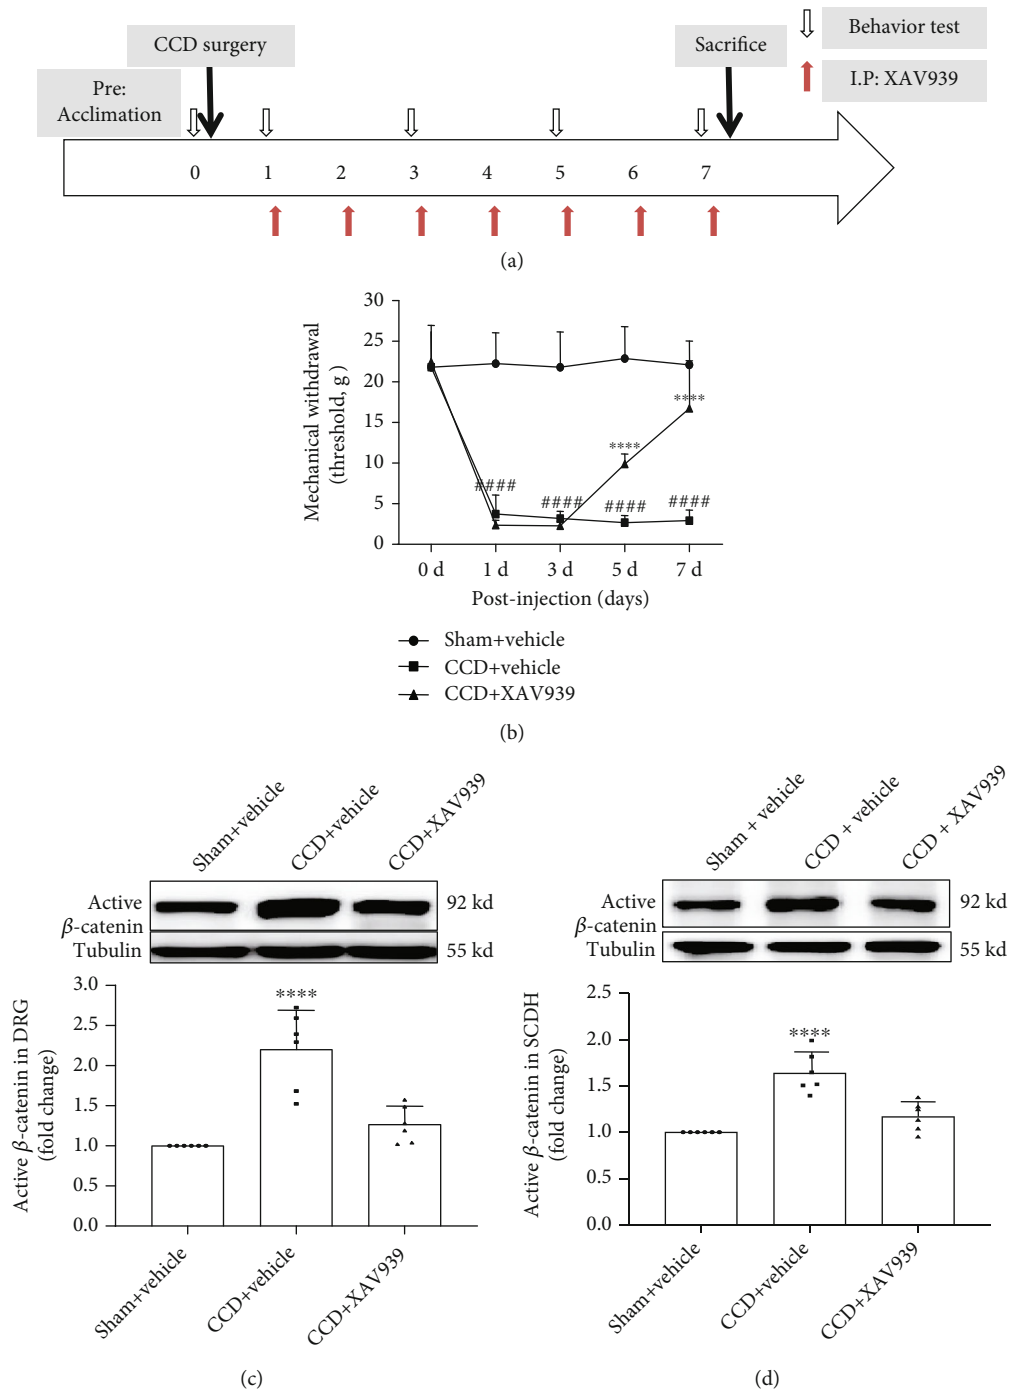 CCD surgery
Sacrifice
Behavior test
Pre:
Acclimation
I.P: XAV939
0 1 2 3 4 5 6 7
(a)
Mechanical withdrawal
(threshold, g)
30
25
20
15
10
5
0
****
****
####
####
####
####
0 d 1 d 3 d 5 d 7 d
Post-injection (days)
Sham+vehicle
CCD+vehicle
CCD+XAV939
(b)
Sham+vehicle
CCD+vehicle
CCD+XAV939
Active
β-catenin
92 kd
Tubulin
55 kd
Active β-catenin in DRG
(fold change)
3.0
2.5
2.0
1.5
1.0
0.5
0.0
****
Sham+vehicle
CCD+vehicle
CCD+XAV939
(c)
Sham + vehicle
CCD + vehicle
CCD + XAV939
Active
β-catenin
92 kd
Tubulin
55 kd
Active β-catenin in SCDH
(fold change)
2.5
2.0
1.5
1.0
0.5
0.0
****
Sham+vehicle
CCD+vehicle
CCD+XAV939
(d)